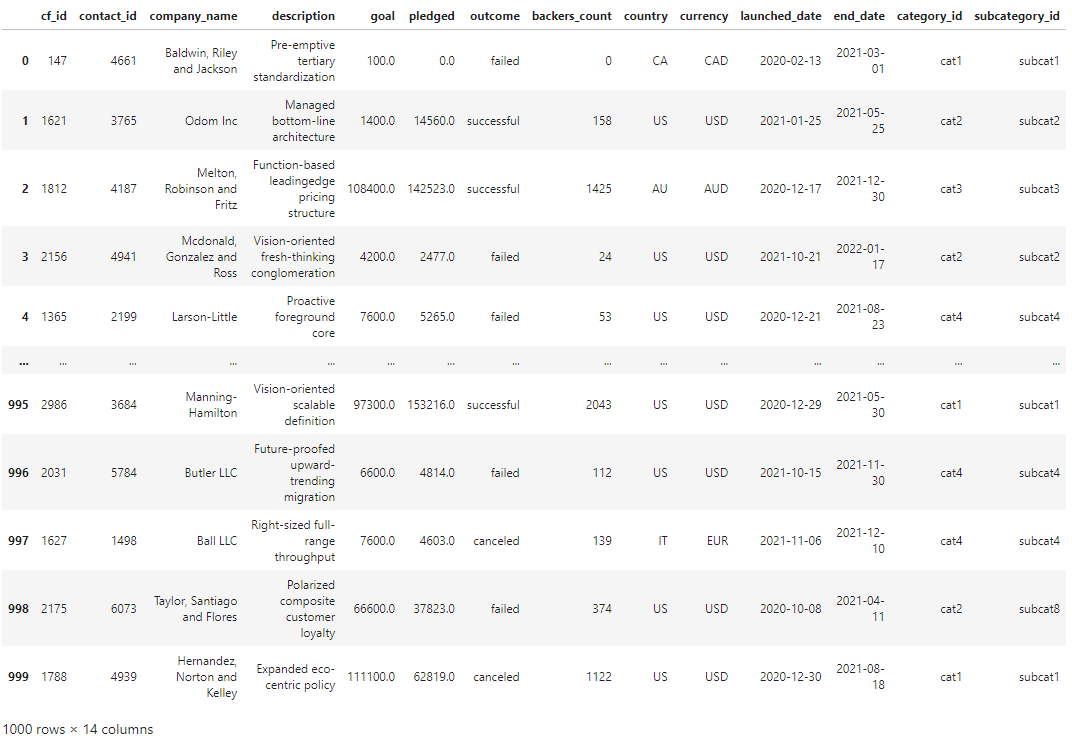 cf_id contact_id company_name description goal pledged outcome backers_count country currency launched_date end_date category_id subcategory_id
0 147 4661 Baldwin, Riley and Jackson Pre-emptive tertiary standardization 100.0 0.0 failed 0 CA CAD 2020-02-13 2021-03-01 cat1 subcat1
1 1621 3765 Odom Inc Managed bottom-line architecture 1400.0 14560.0 successful 158 US USD 2021-01-25 2021-05-25 cat2 subcat2
2 1812 4187 Melton, Robinson and Fritz Function-based leadingedge pricing structure 108400.0 142523.0 successful 1425 AU AUD 2020-12-17 2021-12-30 cat3 subcat3
3 2156 4941 Mcdonald, Gonzalez and Ross Vision-oriented fresh-thinking conglomeration 4200.0 2477.0 failed 24 US USD 2021-10-21 2022-01-17 cat2 subcat2
4 1365 2199 Larson-Little Proactive foreground core 7600.0 5265.0 failed 53 US USD 2020-12-21 2021-08-23 cat4 subcat4
... ... ... ... ... ... ... ... ... ... ... ... ... ... ...
995 2986 3684 Manning-Hamilton Vision-oriented scalable definition 97300.0 153216.0 successful 2043 US USD 2020-12-29 2021-05-30 cat1 subcat1
996 2031 5784 Butler LLC Future-proofed upward-trending migration 6600.0 4814.0 failed 112 US USD 2021-10-15 2021-11-30 cat4 subcat4
997 1627 1498 Ball LLC Right-sized full-range throughput 7600.0 4603.0 canceled 139 IT EUR 2021-11-06 2021-12-10 cat4 subcat4
998 2175 6073 Taylor, Santiago and Flores Polarized composite customer loyalty 66600.0 37823.0 failed 374 US USD 2020-10-08 2021-04-11 cat2 subcat8
999 1788 4939 Hernandez, Norton and Kelley Expanded eco-centric policy 111100.0 62819.0 canceled 1122 US USD 2020-12-30 2021-08-18 cat1 subcat1
1000 rows × 14 columns